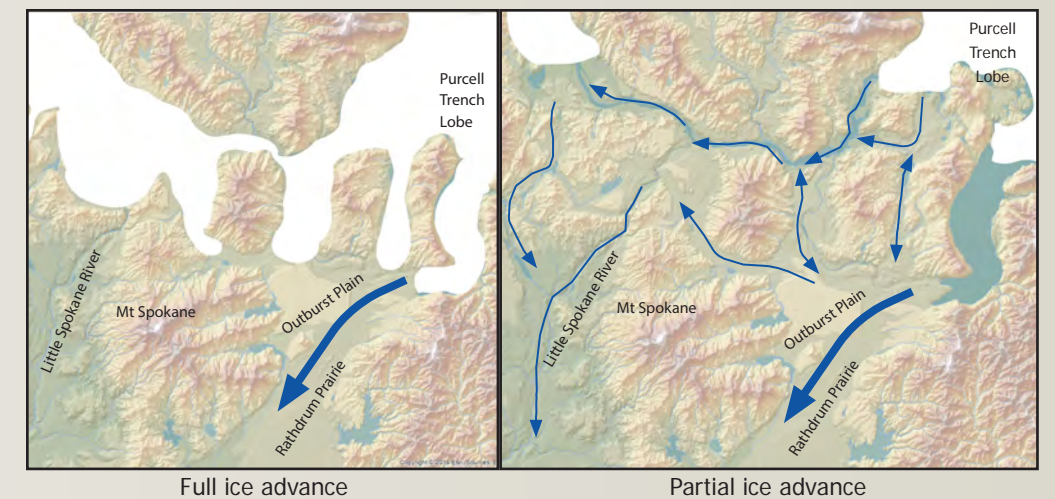 Purcell
Trench
Lobe
Little Spokane River
Mt Spokane
Outburst Plain
Rathdrum Prairie
Full ice advance
Purcell
Trench
Lobe
Little Spokane River
Mt Spokane
Outburst Plain
Rathdrum Prairie
Partial ice advance